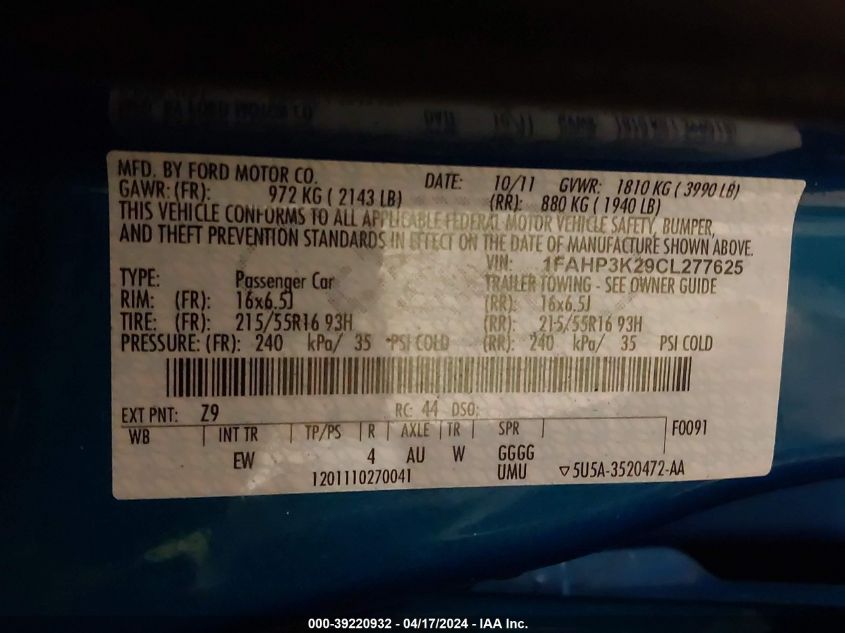 MFD. BY FORD MOTOR CO. DATE: 10/11 GVWR: 1810 KG ( 3990 LB)
GAWR: (FR): 972 KG ( 2143 LB) (RR): 880 KG ( 1940 LB)
THIS VEHICLE CONFORMS TO ALL APPLICABLE FEDERAL MOTOR VEHICLE SAFETY, BUMPER,
AND THEFT PREVENTION STANDARDS IN EFFECT ON THE DATE OF MANUFACTURE SHOWN ABOVE.
VIN: 1FAHP3K29CL277625
TYPE: Passenger Car TRAILER TOWING - SEE OWNER GUIDE
RIM: (FR): 16x6.5J (RR): 16x6.5J
TIRE: (FR): 215/55R16 93H (RR): 215/55R16 93H
PRESSURE: (FR): 240 kPa/ 35 PSI COLD (RR): 240 kPa/ 35 PSI COLD
EXT PNT: Z9 RC: 44 DSO:
WB INT TR TP/PS R AXLE TR SPR F0091
EW 4 AU W GGGG
1201110270041 UMU ▽5U5A-3520472-AA
000-39220932 - 04/17/2024 - IAA Inc.